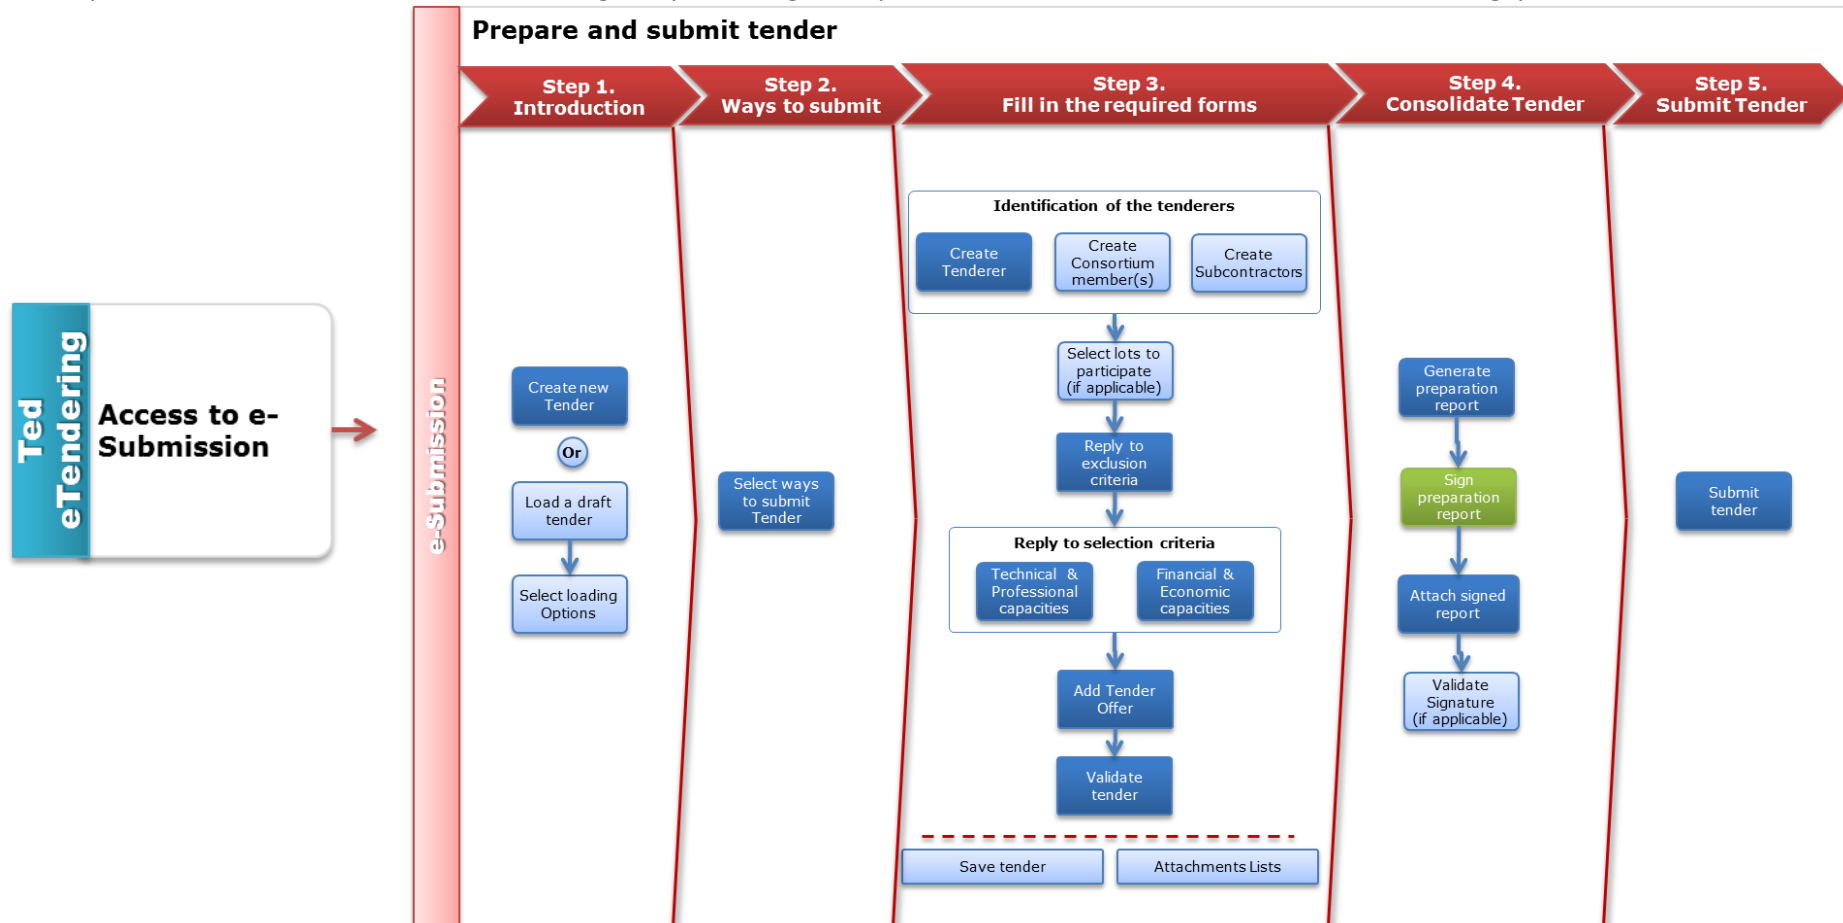 Prepare and submit tender
Step 1.
Introduction
Step 2.
Ways to submit
Step 3.
Fill in the required forms
Step 4.
Consolidate Tender
Step 5.
Submit Tender
Ted
eTendering
Access to e-
Submission
e-Submission
Create new
Tender
Or
Load a draft
tender
Select loading
Options
Select ways
to submit
Tender
Identification of the tenderers
Create
Tenderer
Create
Consortium
member(s)
Create
Subcontractors
Select lots to
participate
(if applicable)
Reply to
exclusion
criteria
Reply to selection criteria
Technical &
Professional
capacities
Financial &
Economic
capacities
Add Tender
Offer
Validate
tender
Save tender
Attachments Lists
Generate
preparation
report
Sign
preparation
report
Attach signed
report
Validate
Signature
(if applicable)
Submit
tender